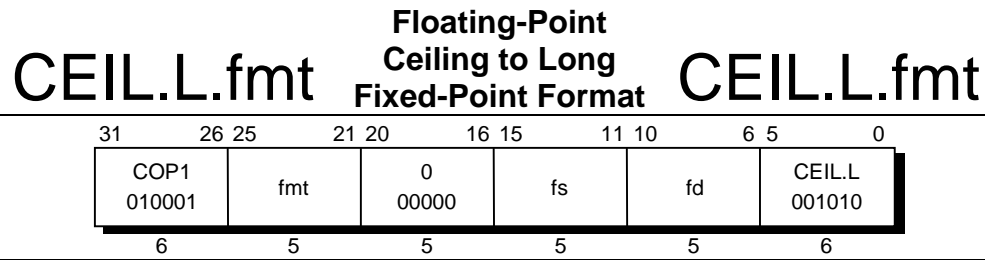 CEIL.L.fmt Floating-Point Ceiling to Long Fixed-Point Format CEIL.L.fmt
31 26 25 21 20 16 15 11 10 6 5 0
COP1 010001 fmt 0 00000 fs fd CEIL.L 001010
6 5 5 5 5 6